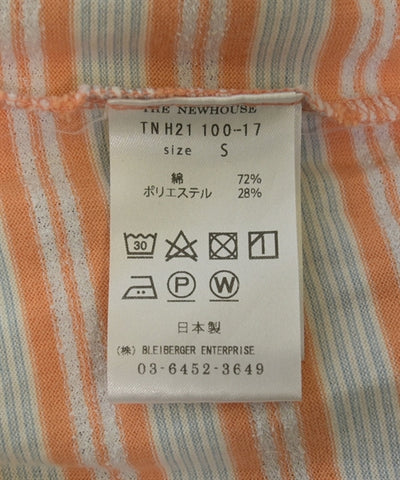 THE NEWHOUSE
TNH21 100-17
size S
綿 72%
ポリエステル 28%
30
P W
日本製
(株) BLEIBERGER ENTERPRISE
03-6452-3649